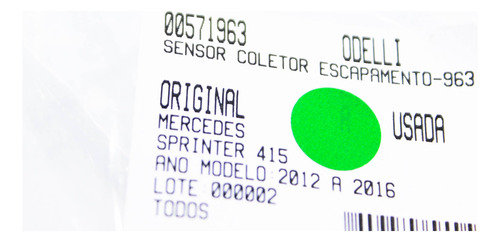 00571963 ODELLI
SENSOR COLETOR ESCAPAMENTO-963
ORIGINAL USADA
MERCEDES
SPRINTER 415
ANO MODELO 2012 A 2016
LOTE 000002
TODOS